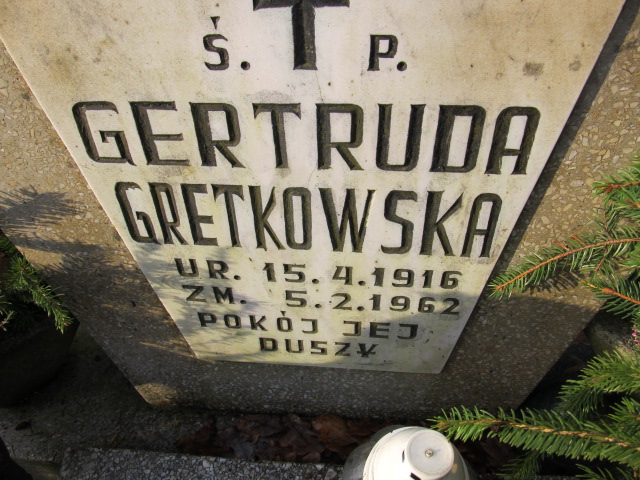 Ś. P.
GERTRUDA
GRETKOWSKA
UR. 15.4.1916
ZM. 5.2.1962
POKÓJ JEJ
DUSZY